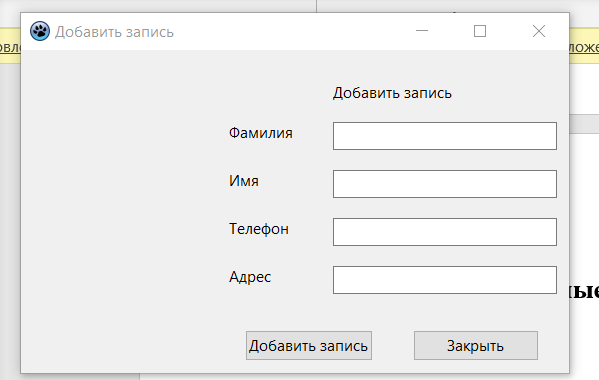 Добавить запись
Добавить запись
Фамилия
Имя
Телефон
Адрес
Добавить запись
Закрыть